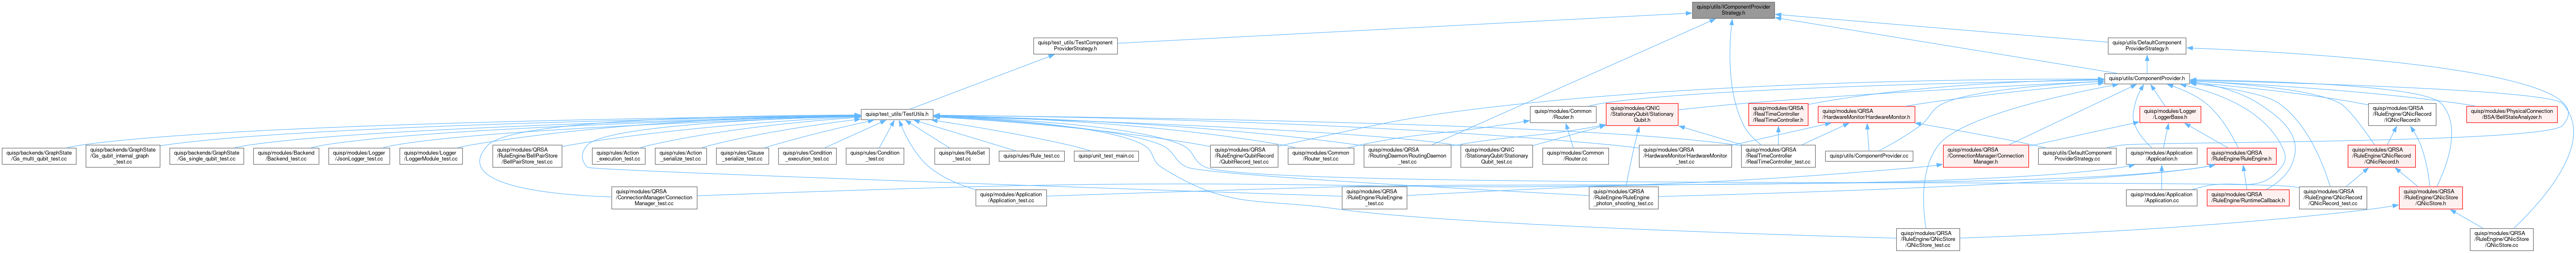 quisp/utils/IComponentProvider
Strategy.h
quisp/test_utils/TestComponent
ProviderStrategy.h
quisp/utils/DefaultComponent
ProviderStrategy.h
quisp/utils/ComponentProvider.h
quisp/test_utils/TestUtils.h
quisp/modules/Common
/Router.h
quisp/modules/QNIC
/StationaryQubit/Stationary
Qubit.h
quisp/modules/QRSA
/RealTimeController
/RealTimeController.h
quisp/modules/QRSA
/HardwareMonitor/HardwareMonitor.h
quisp/modules/Logger
/LoggerBase.h
quisp/modules/QRSA
/RuleEngine/QNicRecord
/IQNicRecord.h
quisp/modules/PhysicalConnection
/BSA/BellStateAnalyzer.h
quisp/backends/GraphState
/Gs_multi_qubit_test.cc
quisp/backends/GraphState
/Gs_qubit_internal_graph
_test.cc
quisp/backends/GraphState
/Gs_single_qubit_test.cc
quisp/modules/Backend
/Backend_test.cc
quisp/modules/Logger
/JsonLogger_test.cc
quisp/modules/Logger
/LoggerModule_test.cc
quisp/modules/QRSA
/RuleEngine/BellPairStore
/BellPairStore_test.cc
quisp/rules/Action
_execution_test.cc
quisp/rules/Action
_serialize_test.cc
quisp/rules/Clause
_serialize_test.cc
quisp/rules/Condition
_execution_test.cc
quisp/rules/Condition
_test.cc
quisp/rules/RuleSet
_test.cc
quisp/rules/Rule_test.cc
quisp/unit_test_main.cc
quisp/modules/QRSA
/RuleEngine/QubitRecord
/QubitRecord_test.cc
quisp/modules/Common
/Router_test.cc
quisp/modules/QRSA
/RoutingDaemon/RoutingDaemon
_test.cc
quisp/modules/QNIC
/StationaryQubit/Stationary
Qubit_test.cc
quisp/modules/Common
/Router.cc
quisp/modules/QRSA
/RealTimeController
/RealTimeController_test.cc
quisp/modules/QRSA
/HardwareMonitor/HardwareMonitor
_test.cc
quisp/utils/ComponentProvider.cc
quisp/modules/QRSA
/ConnectionManager/Connection
Manager.h
quisp/utils/DefaultComponent
ProviderStrategy.cc
quisp/modules/Application
/Application.h
quisp/modules/QRSA
/RuleEngine/RuleEngine.h
quisp/modules/QRSA
/RuleEngine/QNicRecord
/QNicRecord.h
quisp/modules/QRSA
/ConnectionManager/Connection
Manager_test.cc
quisp/modules/Application
/Application_test.cc
quisp/modules/QRSA
/RuleEngine/RuleEngine
_test.cc
quisp/modules/QRSA
/RuleEngine/RuleEngine
_photon_shooting_test.cc
quisp/modules/Application
/Application.cc
quisp/modules/QRSA
/RuleEngine/RuntimeCallback.h
quisp/modules/QRSA
/RuleEngine/QNicRecord
/QNicRecord_test.cc
quisp/modules/QRSA
/RuleEngine/QNicStore
/QNicStore.h
quisp/modules/QRSA
/RuleEngine/QNicStore
/QNicStore_test.cc
quisp/modules/QRSA
/RuleEngine/QNicStore
/QNicStore.cc